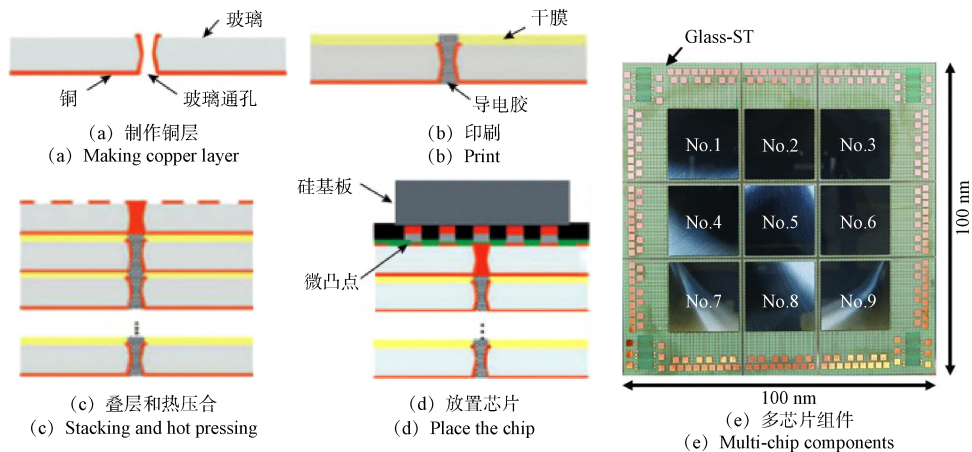 玻璃
铜
玻璃通孔
(a) 制作铜层
(a) Making copper layer
干膜
导电胶
(b) 印刷
(b) Print
(c) 叠层和热压合
(c) Stacking and hot pressing
硅基板
微凸点
(d) 放置芯片
(d) Place the chip
Glass-ST
No.1 No.2 No.3
No.4 No.5 No.6
No.7 No.8 No.9
100 nm
100 nm
(e) 多芯片组件
(e) Multi-chip components